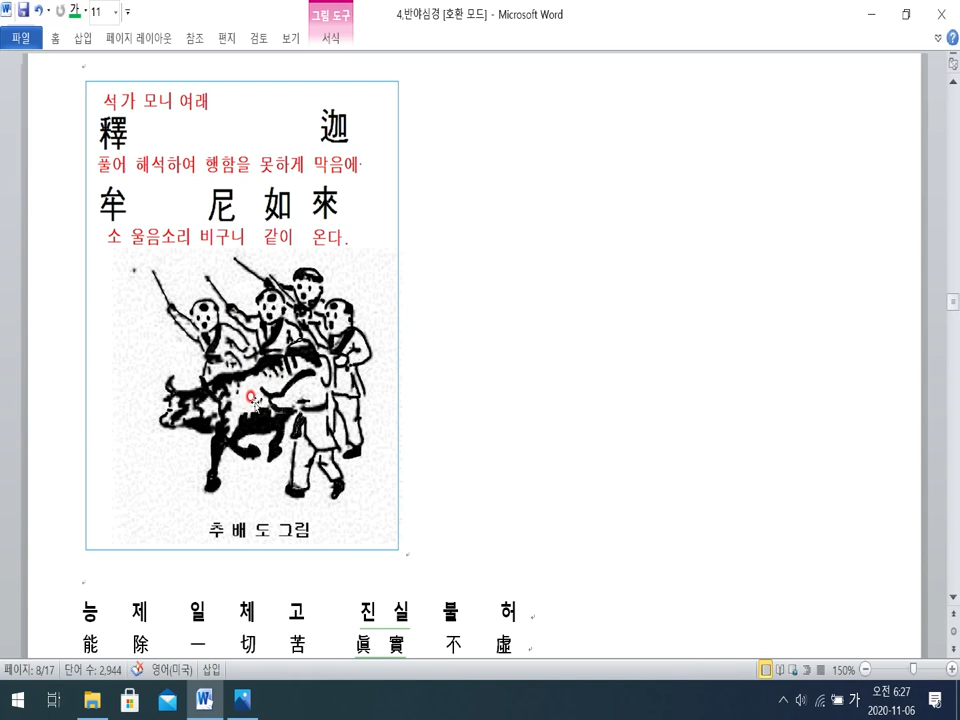 가 11 그림 도구 4.반야심경 [호환 모드] - Microsoft Word
파일 홈 삽입 페이지 레이아웃 참조 편지 검토 보기 서식
석가 모니 여래
釋 迦
풀어 해석하여 행함을 못하게 막음에·
牟 尼 如 來
소 울음소리 비구니 같이 온다.
추 배 도 그림
능 제 일 체 고 진 실 불 허
能 除 一 切 苦 眞 實 不 虛
페이지: 8/17 단어 수: 2,944 영어(미국) 삽입 150%
가 오전 6:27
2020-11-06